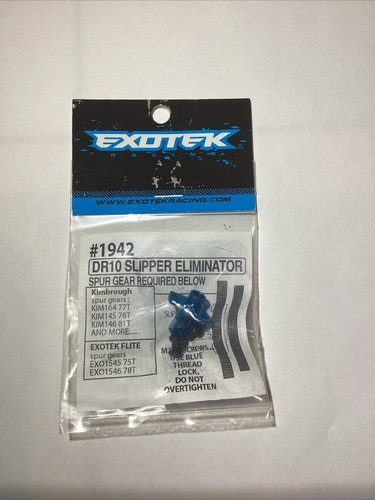 EXOTEK
RACING
WWW.EXOTEKRACING.COM
#1942
DR10 SLIPPER ELIMINATOR
SPUR GEAR REQUIRED BELOW
Kimbrough
spur gears :
KIM164 77T
KIM145 78T
KIM146 81T
AND MORE....
EXOTEK FLITE
spur gears
EXO1545 75T
EXO1546 78T
SCREWS...
USE BLUE
THREAD
LOCK,
DO NOT
OVERTIGHTEN